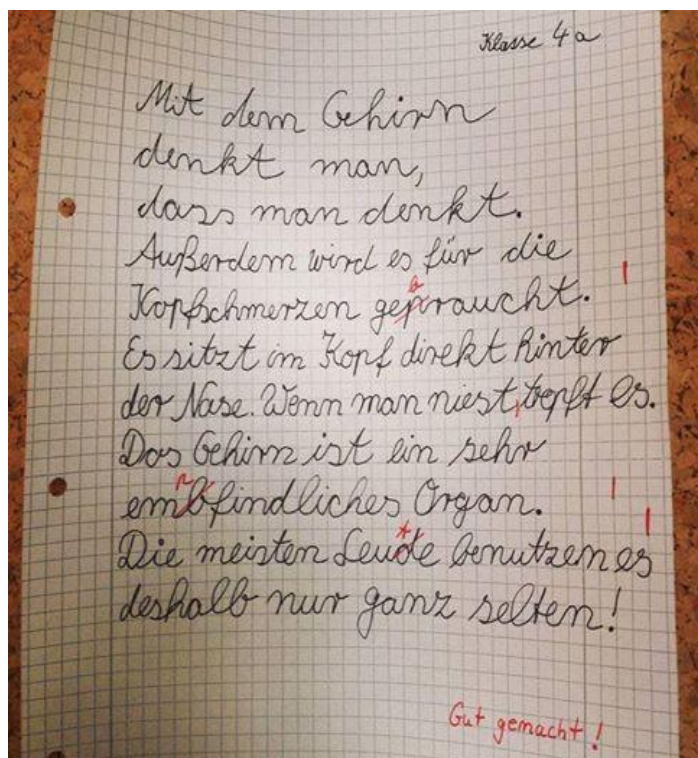 Klasse 4a
Mit dem Gehirn
denkt man,
dass man denkt.
Außerdem wird es für die
Kopfschmerzen gepraucht.
Es sitzt im Kopf direkt hinter
der Nase. Wenn man niest, tropft es.
Das Gehirn ist ein sehr
embfindliches Organ.
Die meisten Leude benutzen es
deshalb nur ganz selten!
Gut gemacht!